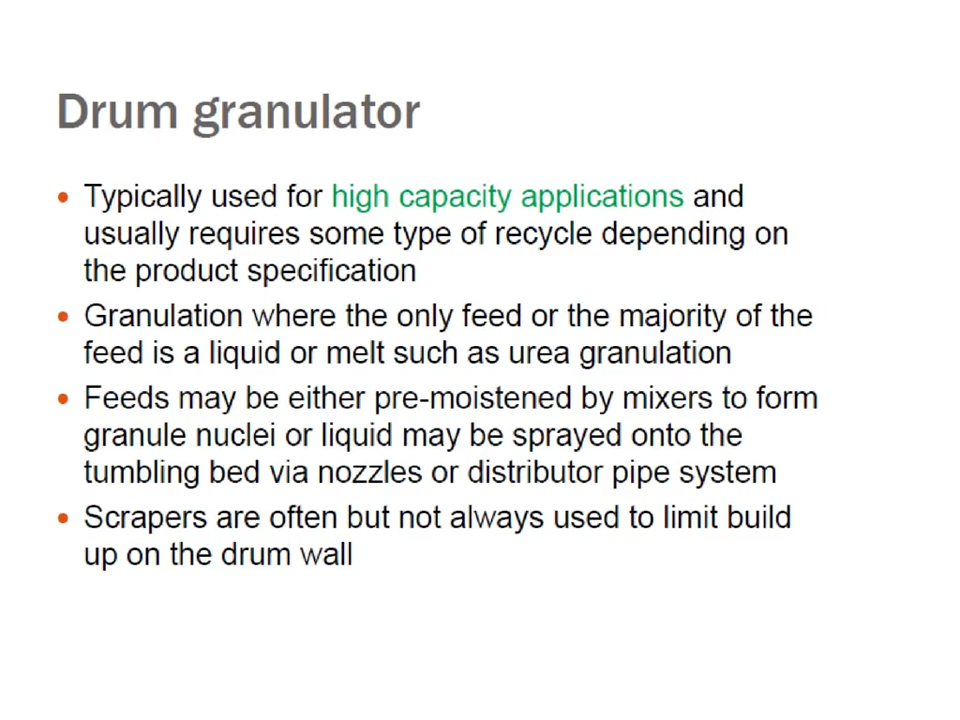 Drum granulator
• Typically used for high capacity applications and
usually requires some type of recycle depending on
the product specification
• Granulation where the only feed or the majority of the
feed is a liquid or melt such as urea granulation
• Feeds may be either pre-moistened by mixers to form
granule nuclei or liquid may be sprayed onto the
tumbling bed via nozzles or distributor pipe system
• Scrapers are often but not always used to limit build
up on the drum wall